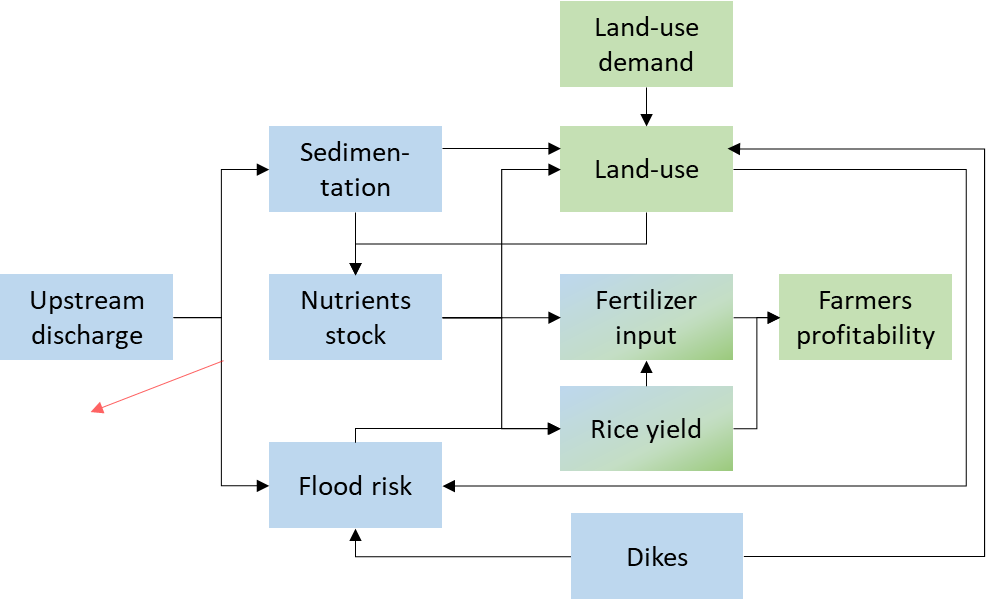 Land-use
demand
Sedimen-
tation
Land-use
Upstream
discharge
Nutrients
stock
Fertilizer
input
Farmers
profitability
Rice yield
Flood risk
Dikes